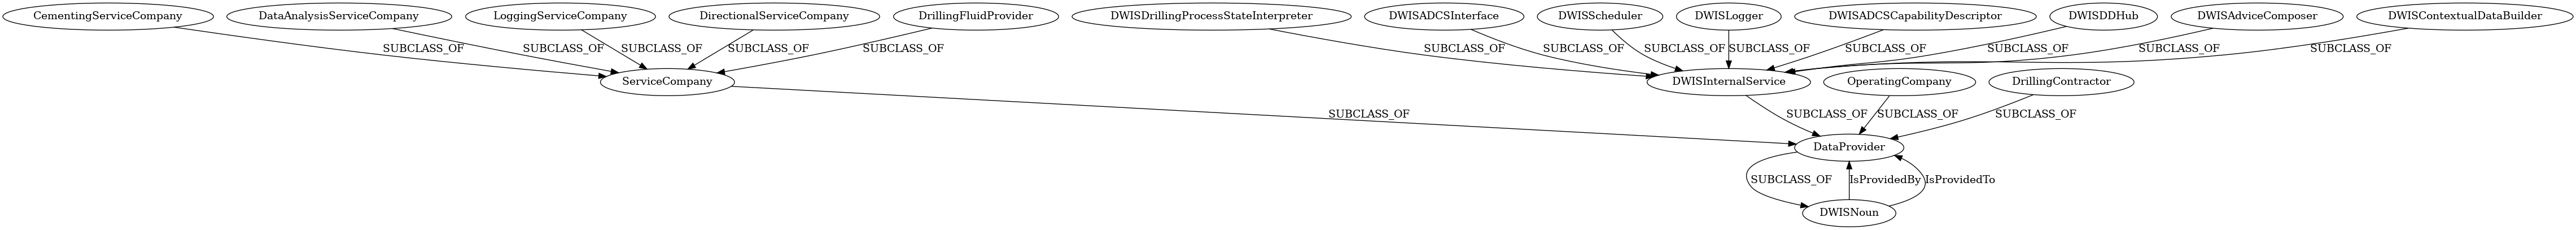 CementingServiceCompany
DataAnalysisServiceCompany
LoggingServiceCompany
DirectionalServiceCompany
DrillingFluidProvider
DWISDrillingProcessStateInterpreter
DWISADCSInterface
DWISScheduler
DWISLogger
DWISADCSCapabilityDescriptor
DWISDDHub
DWISAdviceComposer
DWISContextualDataBuilder
SUBCLASS_OF
SUBCLASS_OF
SUBCLASS_OF
SUBCLASS_OF
SUBCLASS_OF
SUBCLASS_OF
SUBCLASS_OF
SUBCLASS_OF
SUBCLASS_OF
SUBCLASS_OF
SUBCLASS_OF
SUBCLASS_OF
SUBCLASS_OF
ServiceCompany
DWISInternalService
OperatingCompany
DrillingContractor
SUBCLASS_OF
SUBCLASS_OF
SUBCLASS_OF
SUBCLASS_OF
DataProvider
SUBCLASS_OF
IsProvidedBy
IsProvidedTo
DWISNoun